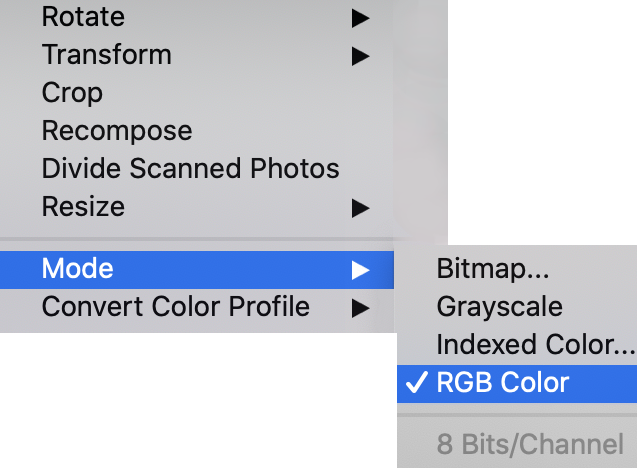 Rotate
Transform
Crop
Recompose
Divide Scanned Photos
Resize
Mode
Convert Color Profile
Bitmap...
Grayscale
Indexed Color...
RGB Color
8 Bits/Channel